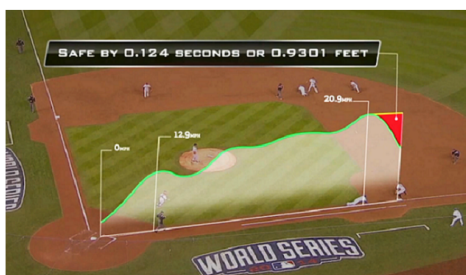 SAFE BY 0.124 SECONDS OR 0.9301 FEET
20.9MPH
12.9MPH
0MPH
WORLD SERIES